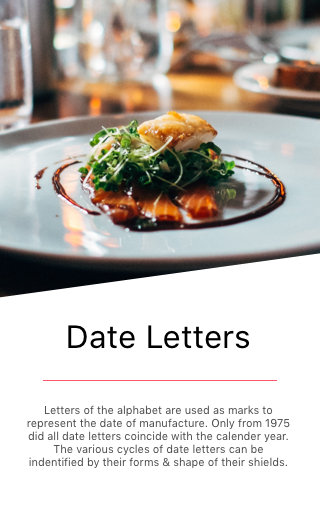 Date Letters
Letters of the alphabet are used as marks to
represent the date of manufacture. Only from 1975
did all date letters coincide with the calender year.
The various cycles of date letters can be
indentified by their forms & shape of their shields.